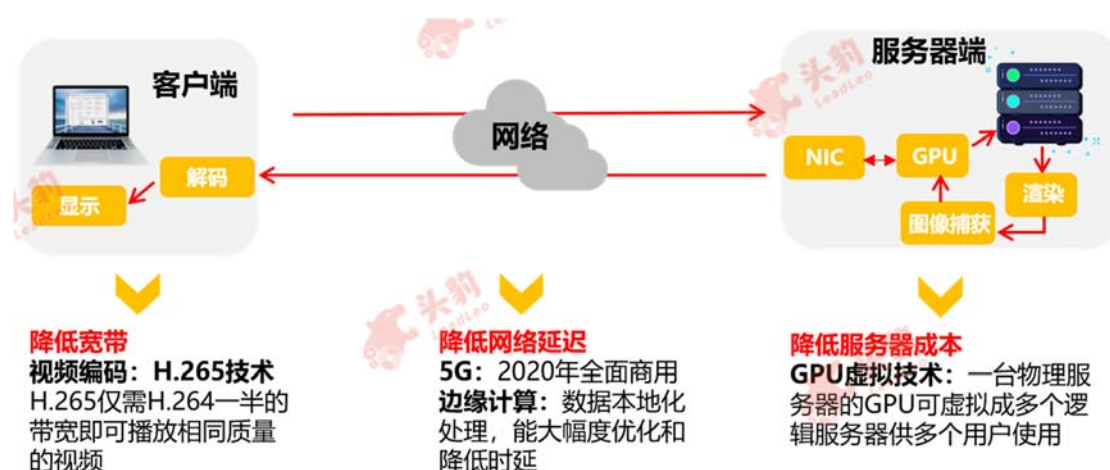 客户端
显示
解码
网络
服务器端
NIC
GPU
渲染
图像捕获
降低宽带
视频编码：H.265技术
H.265仅需H.264一半的
带宽即可播放相同质量
的视频
降低网络延迟
5G：2020年全面商用
边缘计算：数据本地化
处理，能大幅度优化和
降低时延
降低服务器成本
GPU虚拟技术：一台物理服
务器的GPU可虚拟成多个逻
辑服务器供多个用户使用
头豹
LeadLeo
头豹
LeadLeo